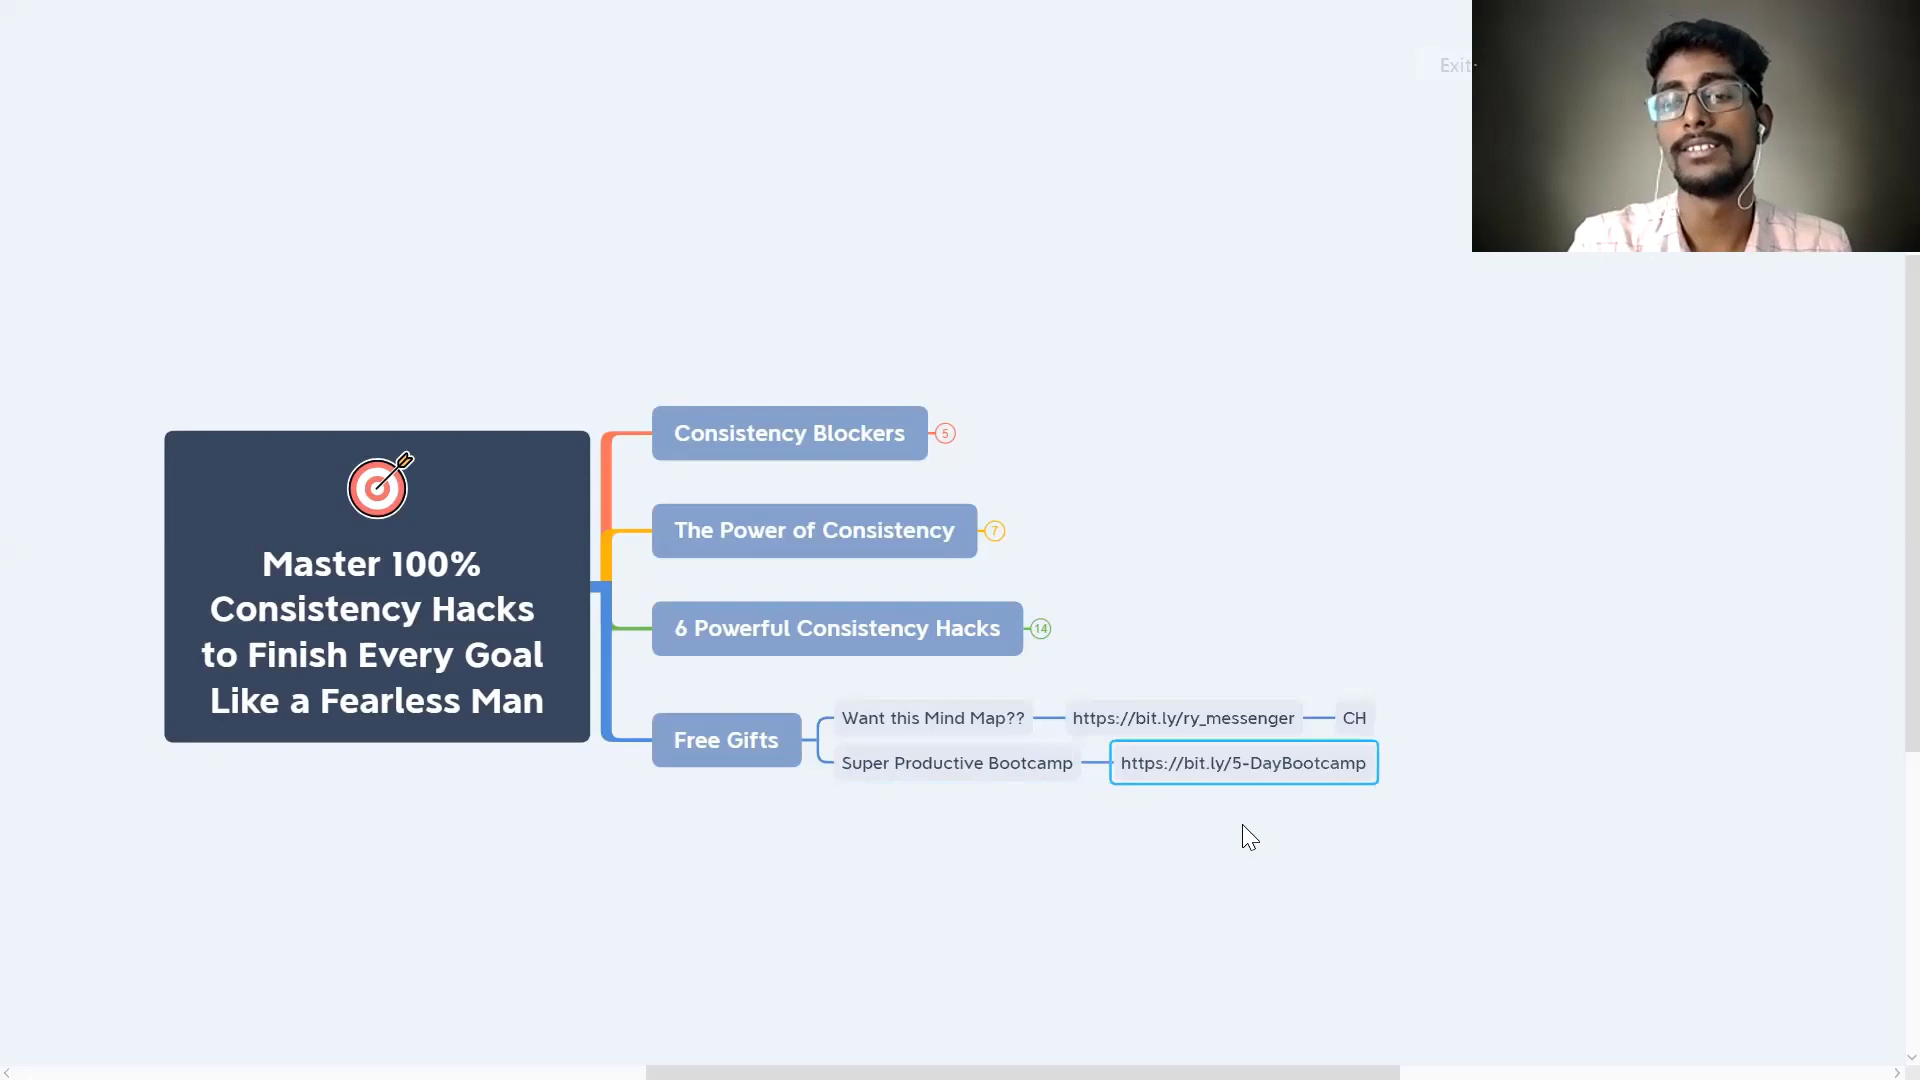 Exit
Master 100%
Consistency Hacks
to Finish Every Goal
Like a Fearless Man
Consistency Blockers
5
The Power of Consistency
7
6 Powerful Consistency Hacks
14
Free Gifts
Want this Mind Map??
https://bit.ly/ry_messenger
CH
Super Productive Bootcamp
https://bit.ly/5-DayBootcamp